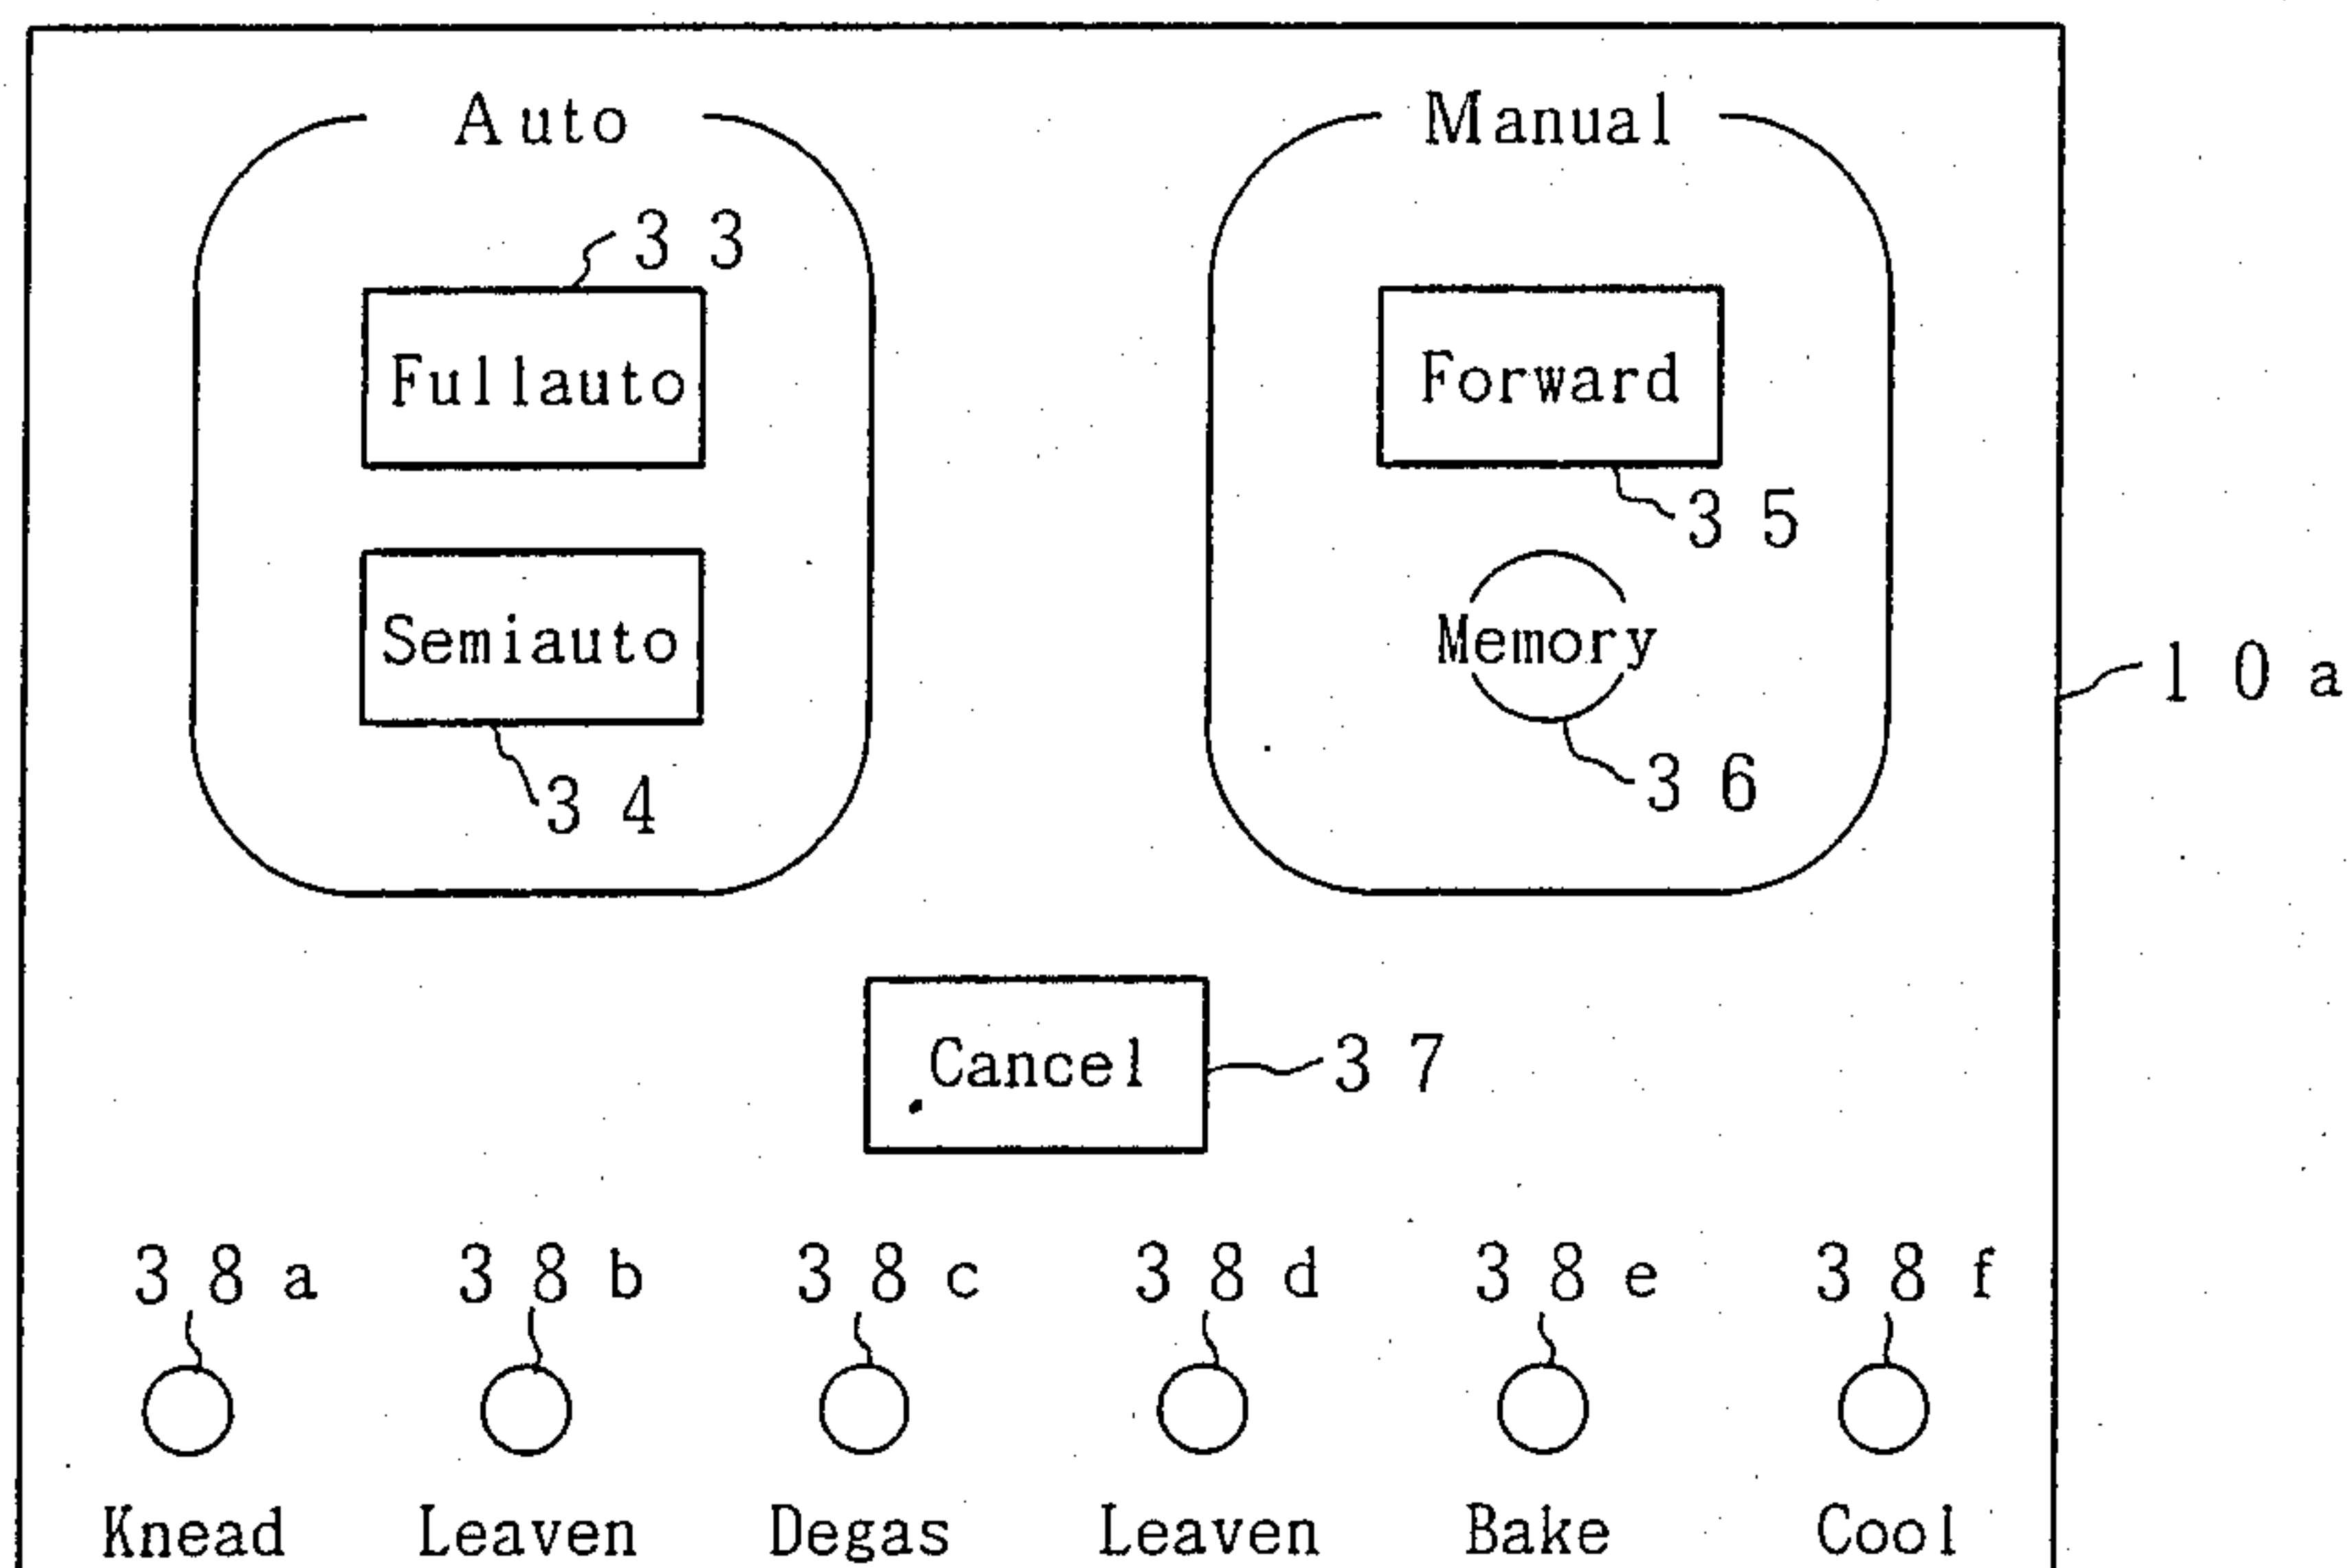 Auto Manual
33
Fullauto Forward
35
Semiauto Memory
10a
34 36
Cancel 37
38a 38b 38c 38d 38e 38f
Knead Leaven Degas Leaven Bake Cool